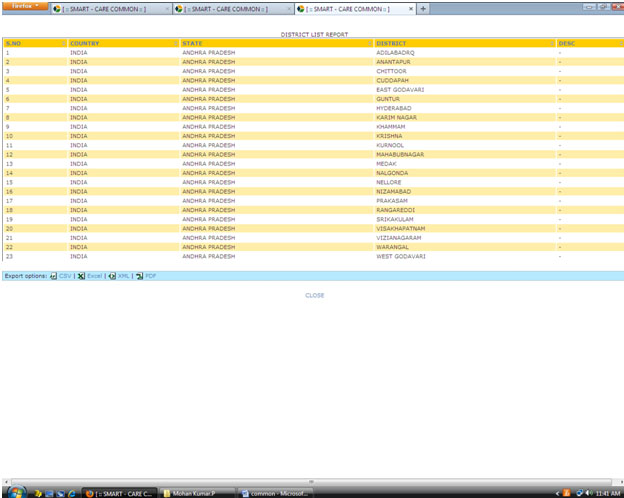 Firefox
[ :: SMART - CARE COMMON :: ] × [ :: SMART - CARE COMMON :: ] × [ :: SMART - CARE COMMON :: ] × +
DISTRICT LIST REPORT
S.NO COUNTRY STATE DISTRICT DESC
1 INDIA ANDHRA PRADESH ADILABADRQ -
2 INDIA ANDHRA PRADESH ANANTAPUR -
3 INDIA ANDHRA PRADESH CHITTOOR -
4 INDIA ANDHRA PRADESH CUDDAPAH -
5 INDIA ANDHRA PRADESH EAST GODAVARI -
6 INDIA ANDHRA PRADESH GUNTUR -
7 INDIA ANDHRA PRADESH HYDERABAD -
8 INDIA ANDHRA PRADESH KARIM NAGAR -
9 INDIA ANDHRA PRADESH KHAMMAM -
10 INDIA ANDHRA PRADESH KRISHNA -
11 INDIA ANDHRA PRADESH KURNOOL -
12 INDIA ANDHRA PRADESH MAHABUBNAGAR -
13 INDIA ANDHRA PRADESH MEDAK -
14 INDIA ANDHRA PRADESH NALGONDA -
15 INDIA ANDHRA PRADESH NELLORE -
16 INDIA ANDHRA PRADESH NIZAMABAD -
17 INDIA ANDHRA PRADESH PRAKASAM -
18 INDIA ANDHRA PRADESH RANGAREDDI -
19 INDIA ANDHRA PRADESH SRIKAKULAM -
20 INDIA ANDHRA PRADESH VISAKHAPATNAM -
21 INDIA ANDHRA PRADESH VIZIANAGARAM -
22 INDIA ANDHRA PRADESH WARANGAL -
23 INDIA ANDHRA PRADESH WEST GODAVARI -
Export options: CSV | Excel | XML | PDF
CLOSE
[ :: SMART - CARE C... Mohan Kumar.P common - Microsof... 11:41 AM